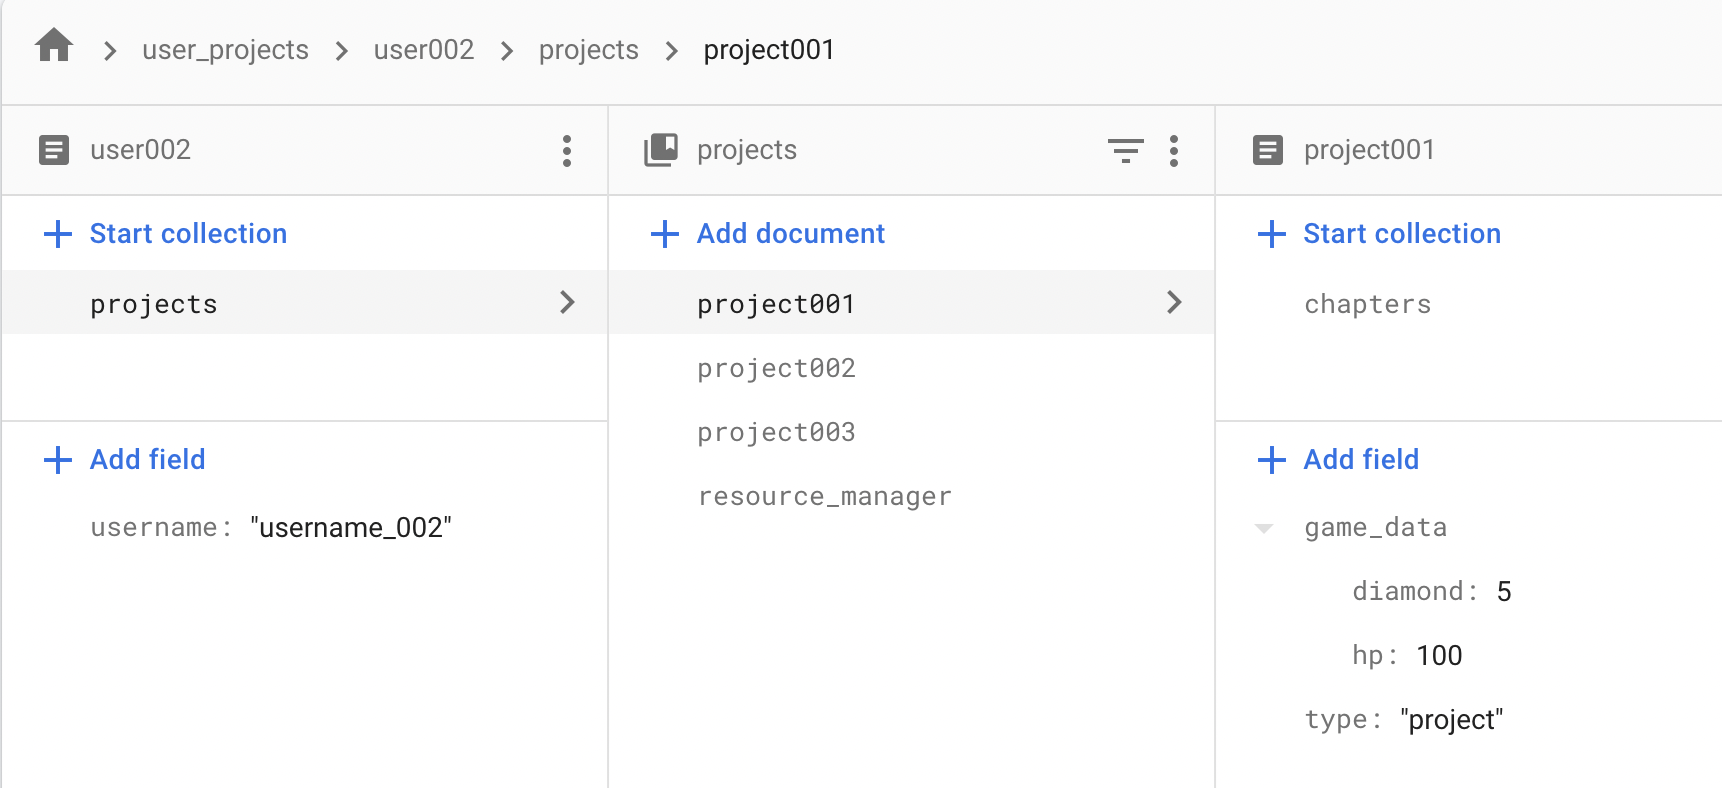 user_projects > user002 > projects > project001
user002
Start collection
projects
Add field
username: "username_002"
projects
Add document
project001
project002
project003
resource_manager
project001
Start collection
chapters
Add field
game_data
diamond: 5
hp: 100
type: "project"